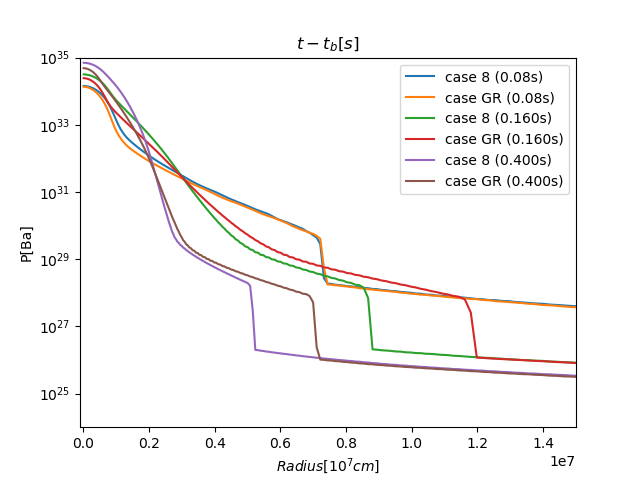 t − t_b[s]
10^35
10^33
10^31
10^29
10^27
10^25
P[Ba]
case 8 (0.08s)
case GR (0.08s)
case 8 (0.160s)
case GR (0.160s)
case 8 (0.400s)
case GR (0.400s)
0.0 0.2 0.4 0.6 0.8 1.0 1.2 1.4
1e7
Radius[10^7cm]